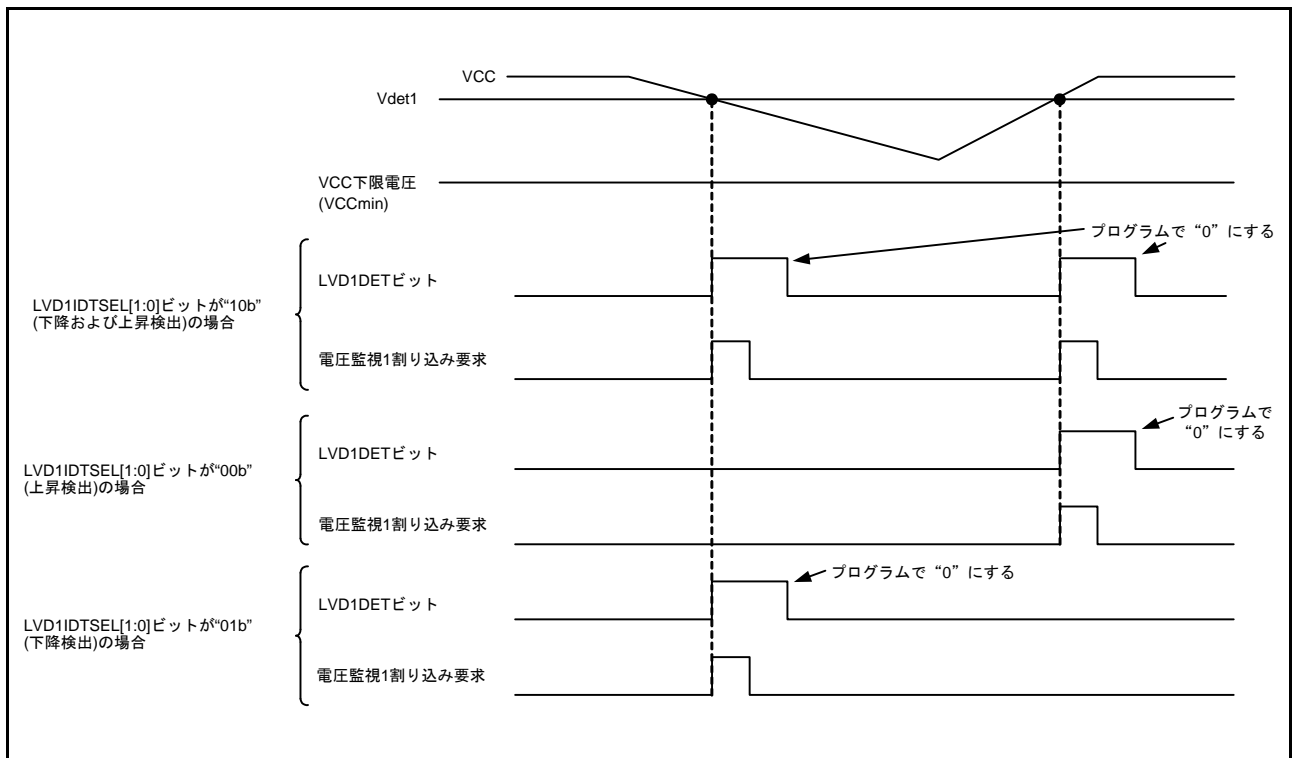 VCC
Vdet1
VCC下限電圧
(VCCmin)
プログラムで “0” にする
LVD1IDTSEL[1:0]ビットが“10b”
(下降および上昇検出)の場合
LVD1DETビット
電圧監視1割り込み要求
プログラムで
“0” にする
LVD1IDTSEL[1:0]ビットが“00b”
(上昇検出)の場合
LVD1DETビット
電圧監視1割り込み要求
プログラムで “0” にする
LVD1IDTSEL[1:0]ビットが“01b”
(下降検出)の場合
LVD1DETビット
電圧監視1割り込み要求